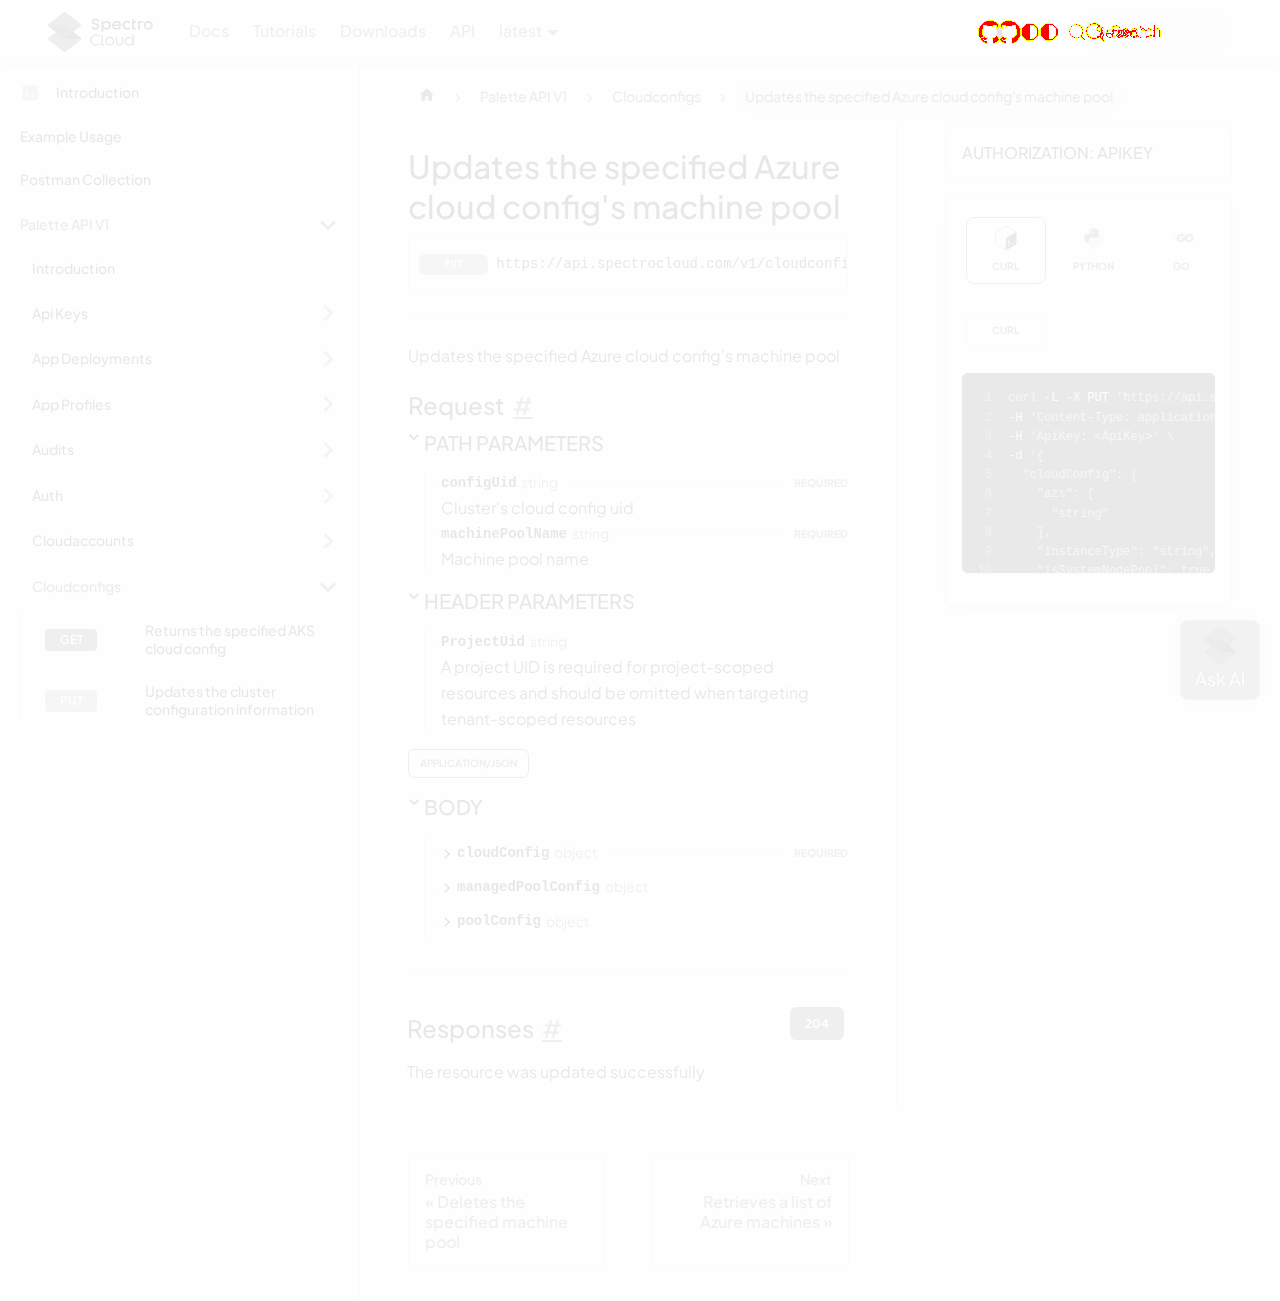 Spectro Cloud
Docs Tutorials Downloads API latest
Introduction
Example Usage
Postman Collection
Palette API V1
Introduction
Api Keys
App Deployments
App Profiles
Audits
Auth
Cloudaccounts
Cloudconfigs
GET Returns the specified AKS
cloud config
PUT Updates the cluster
configuration information
Palette API V1 > Cloudconfigs > Updates the specified Azure cloud config's machine pool
Updates the specified Azure
cloud config's machine pool
PUT https://api.spectrocloud.com/v1/cloudconfi
Updates the specified Azure cloud config's machine pool
Request #
PATH PARAMETERS
configUid string REQUIRED
Cluster's cloud config uid
machinePoolName string REQUIRED
Machine pool name
HEADER PARAMETERS
ProjectUid string
A project UID is required for project-scoped
resources and should be omitted when targeting
tenant-scoped resources
APPLICATION/JSON
BODY
cloudConfig object REQUIRED
managedPoolConfig object
poolConfig object
Responses #
204
The resource was updated successfully
Previous
« Deletes the
specified machine
pool
Next
Retrieves a list of
Azure machines »
AUTHORIZATION: APIKEY
CURL PYTHON GO
CURL
1 curl -L -X PUT 'https://api.s
2 -H 'Content-Type: application
3 -H 'ApiKey: <ApiKey>' \
4 -d '{
5 "cloudConfig": {
6 "azs": [
7 "string"
8 ],
9 "instanceType": "string",
10 "isSystemNodePool": true
Ask AI